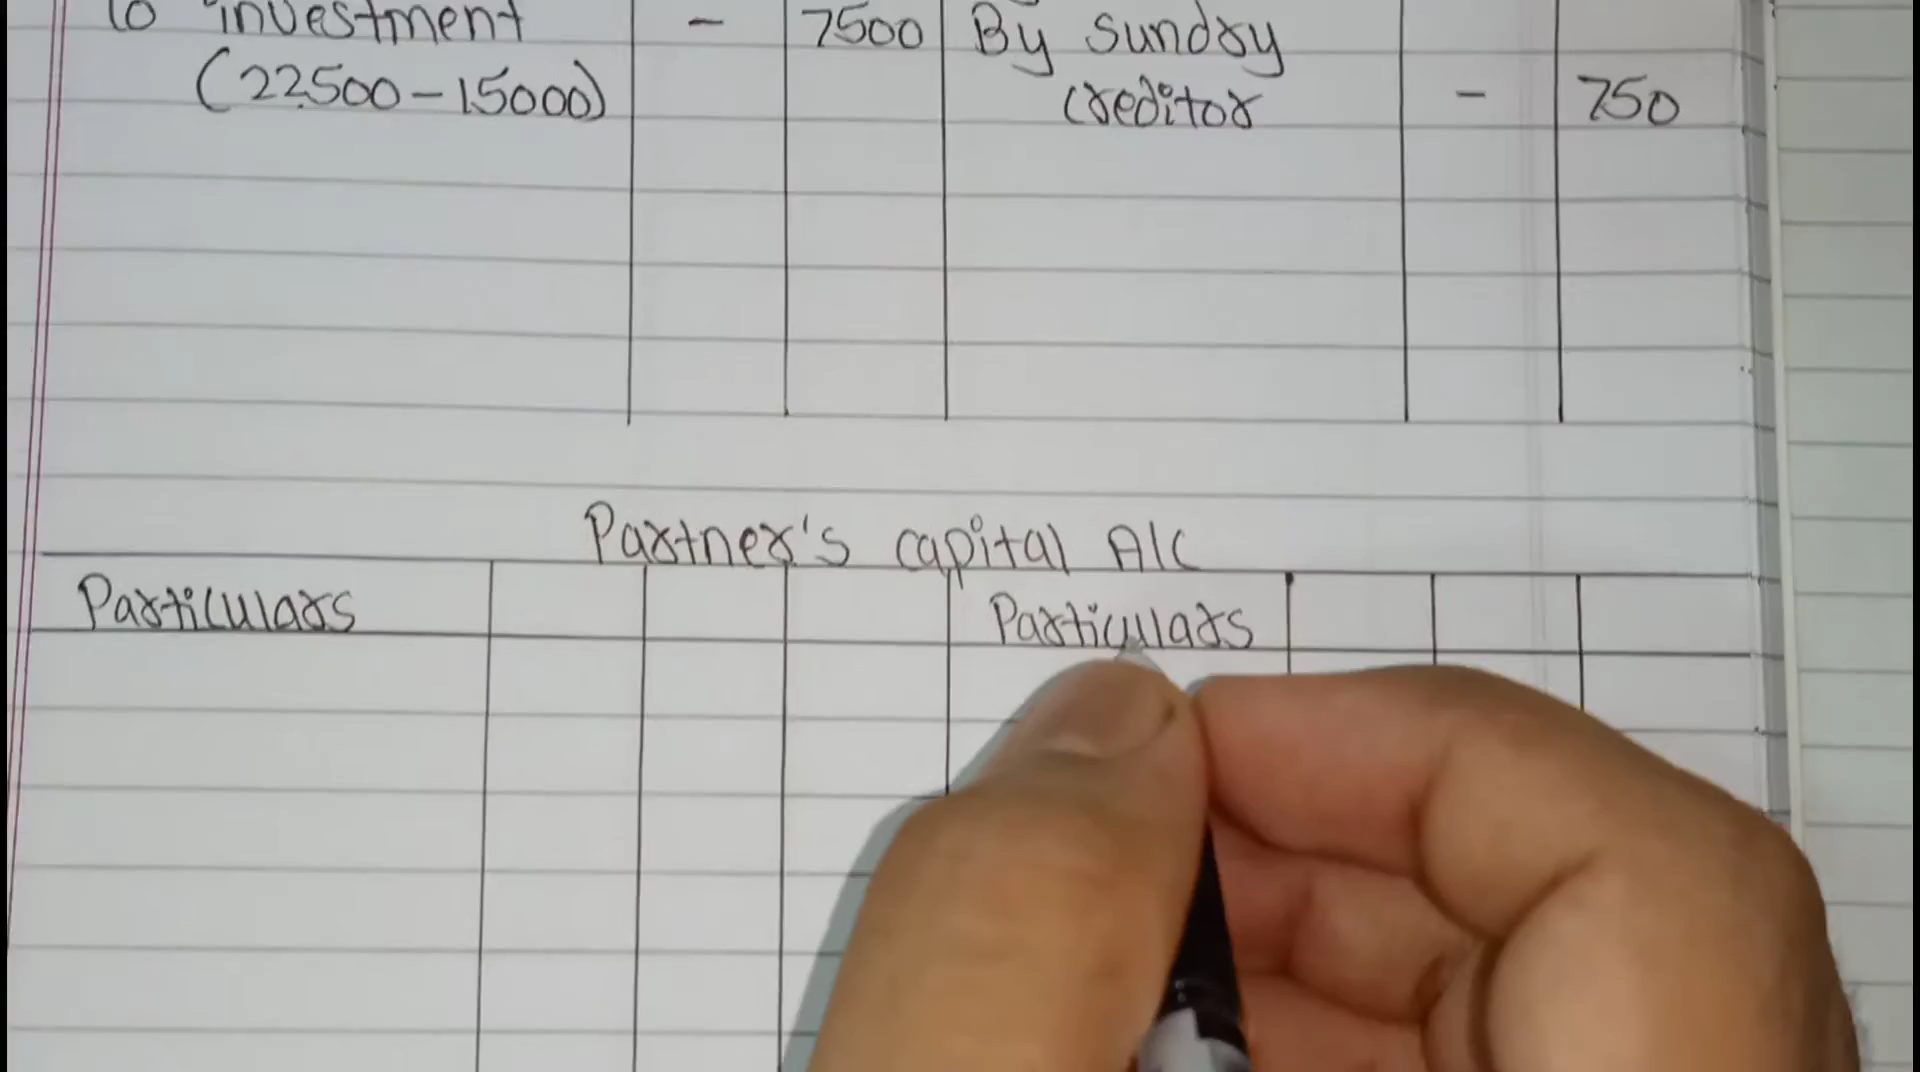 To investment - 7500 By sundry
(22500-15000) creditor - 750
Partner's capital A/C
Particulars Particulars